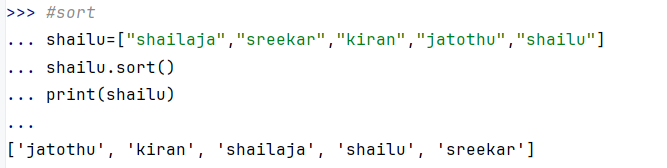 >>> #sort
... shailu=["shailaja","sreekar","kiran","jatothu","shailu"]
... shailu.sort()
... print(shailu)
...
['jatothu', 'kiran', 'shailaja', 'shailu', 'sreekar']